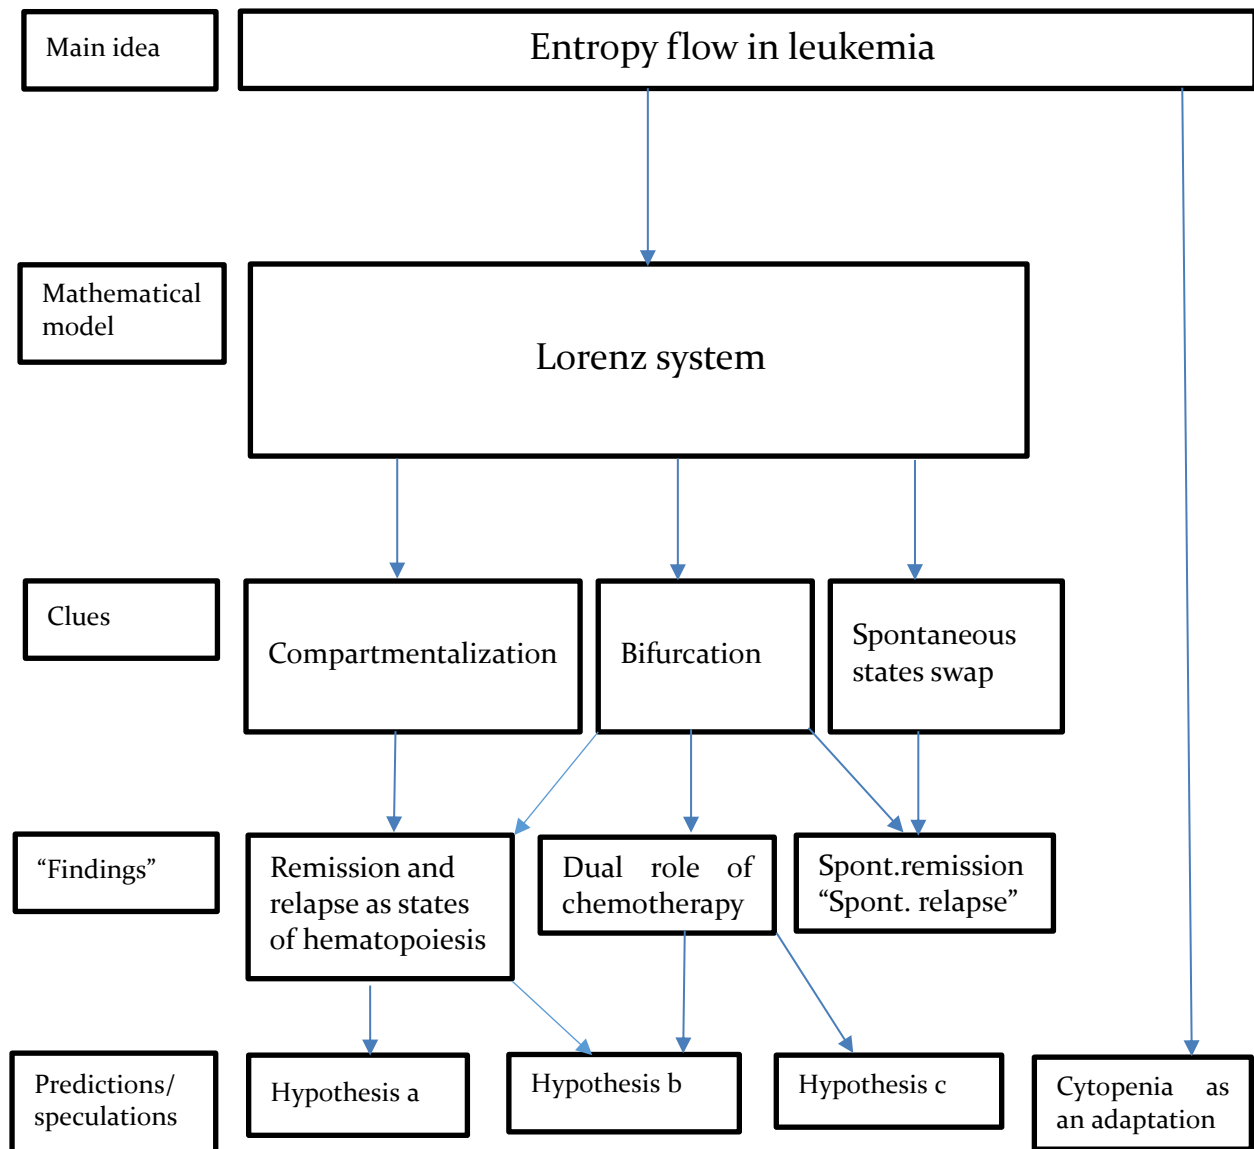 Main idea
Entropy flow in leukemia
Mathematical
model
Lorenz system
Clues
Compartmentalization
Bifurcation
Spontaneous
states swap
“Findings”
Remission and
relapse as states
of hematopoiesis
Dual role of
chemotherapy
Spont.remission
“Spont. relapse”
Predictions/
speculations
Hypothesis a
Hypothesis b
Hypothesis c
Cytopenia as
an adaptation